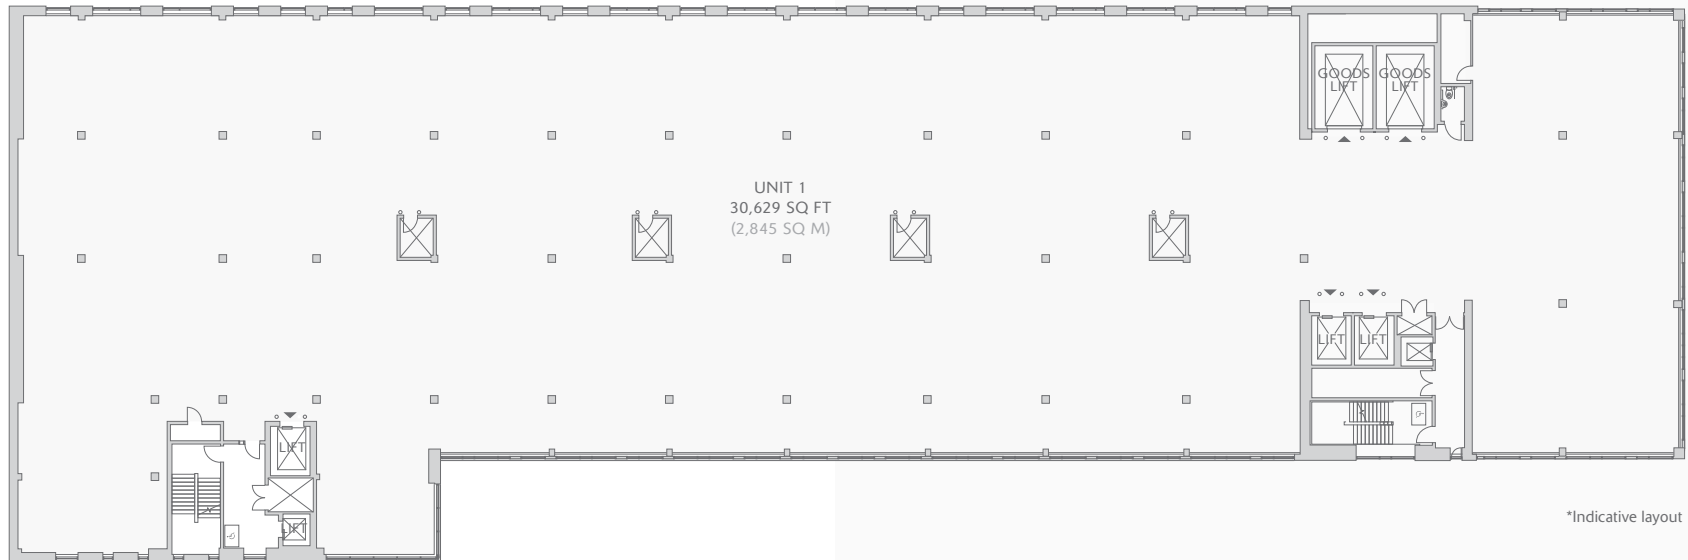 GOODS
LIFT
GOODS
LIFT
UNIT 1
30,629 SQ FT
(2,845 SQ M)
LIFT
LIFT
LIFT
LIFT
*Indicative layout